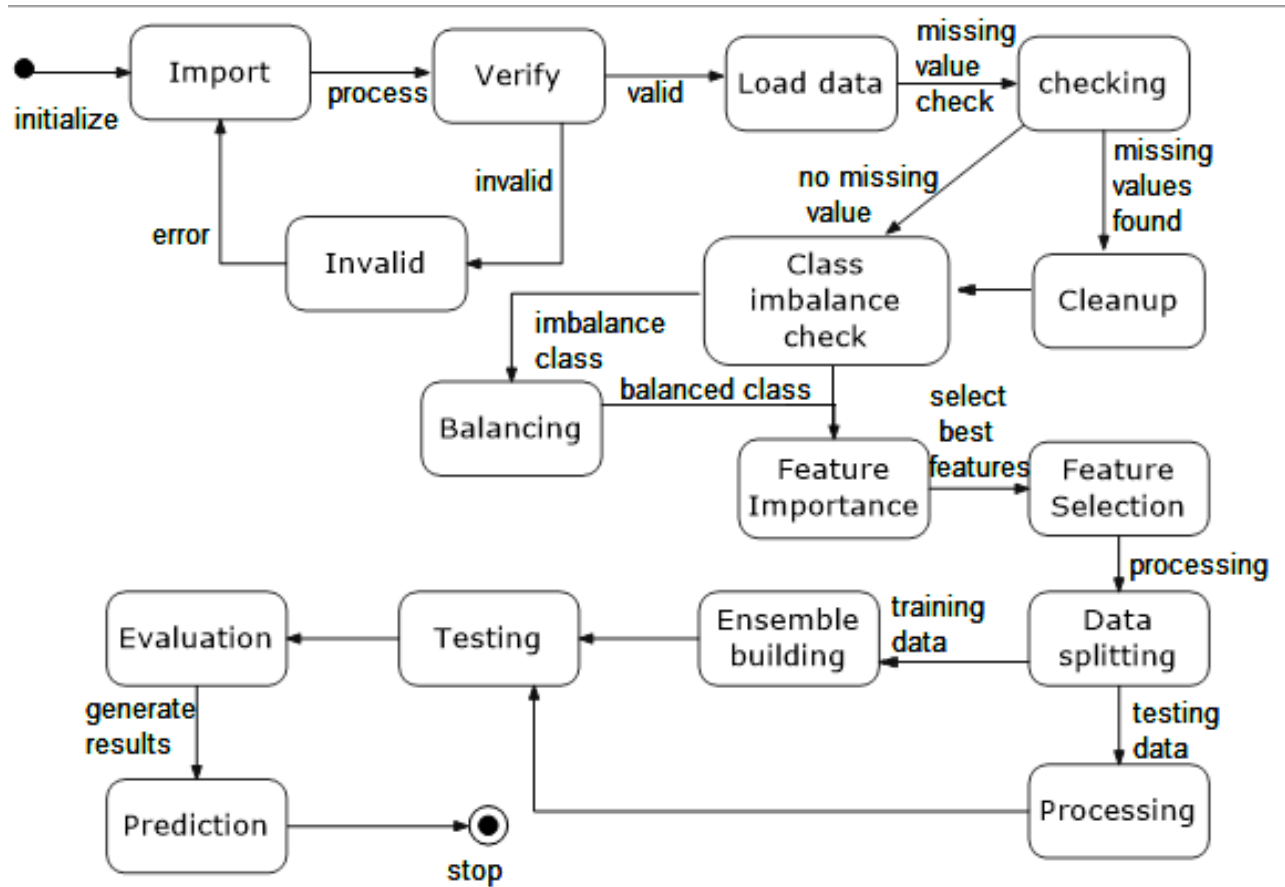 initialize
Import
process
Verify
valid
Load data
missing
value
check
checking
invalid
error
Invalid
no missing
value
missing
values
found
Class
imbalance
check
Cleanup
imbalance
class
Balancing
balanced class
select
best
features
Feature
Importance
Feature
Selection
processing
Evaluation
Testing
Ensemble
building
training
data
Data
splitting
generate
results
testing
data
Prediction
stop
Processing